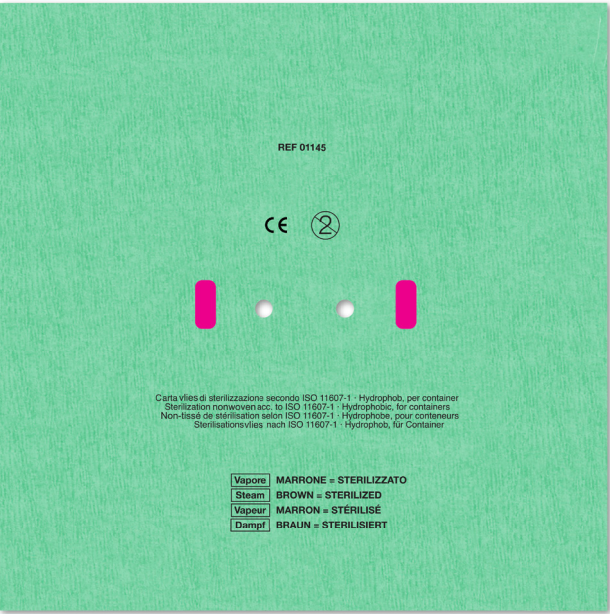 REF 01145
CE 2
Carta vlies di sterilizzazione secondo ISO 11607-1 · Hydrophob, per container
Sterilization nonwoven acc. to ISO 11607-1 · Hydrophobic, for containers
Non-tissé de stérilisation selon ISO 11607-1 · Hydrophobe, pour conteneurs
Sterilisationsvlies nach ISO 11607-1 · Hydrophob, für Container
Vapore MARRONE = STERILIZZATO
Steam BROWN = STERILIZED
Vapeur MARRON = STÉRILISÉ
Dampf BRAUN = STERILISIERT